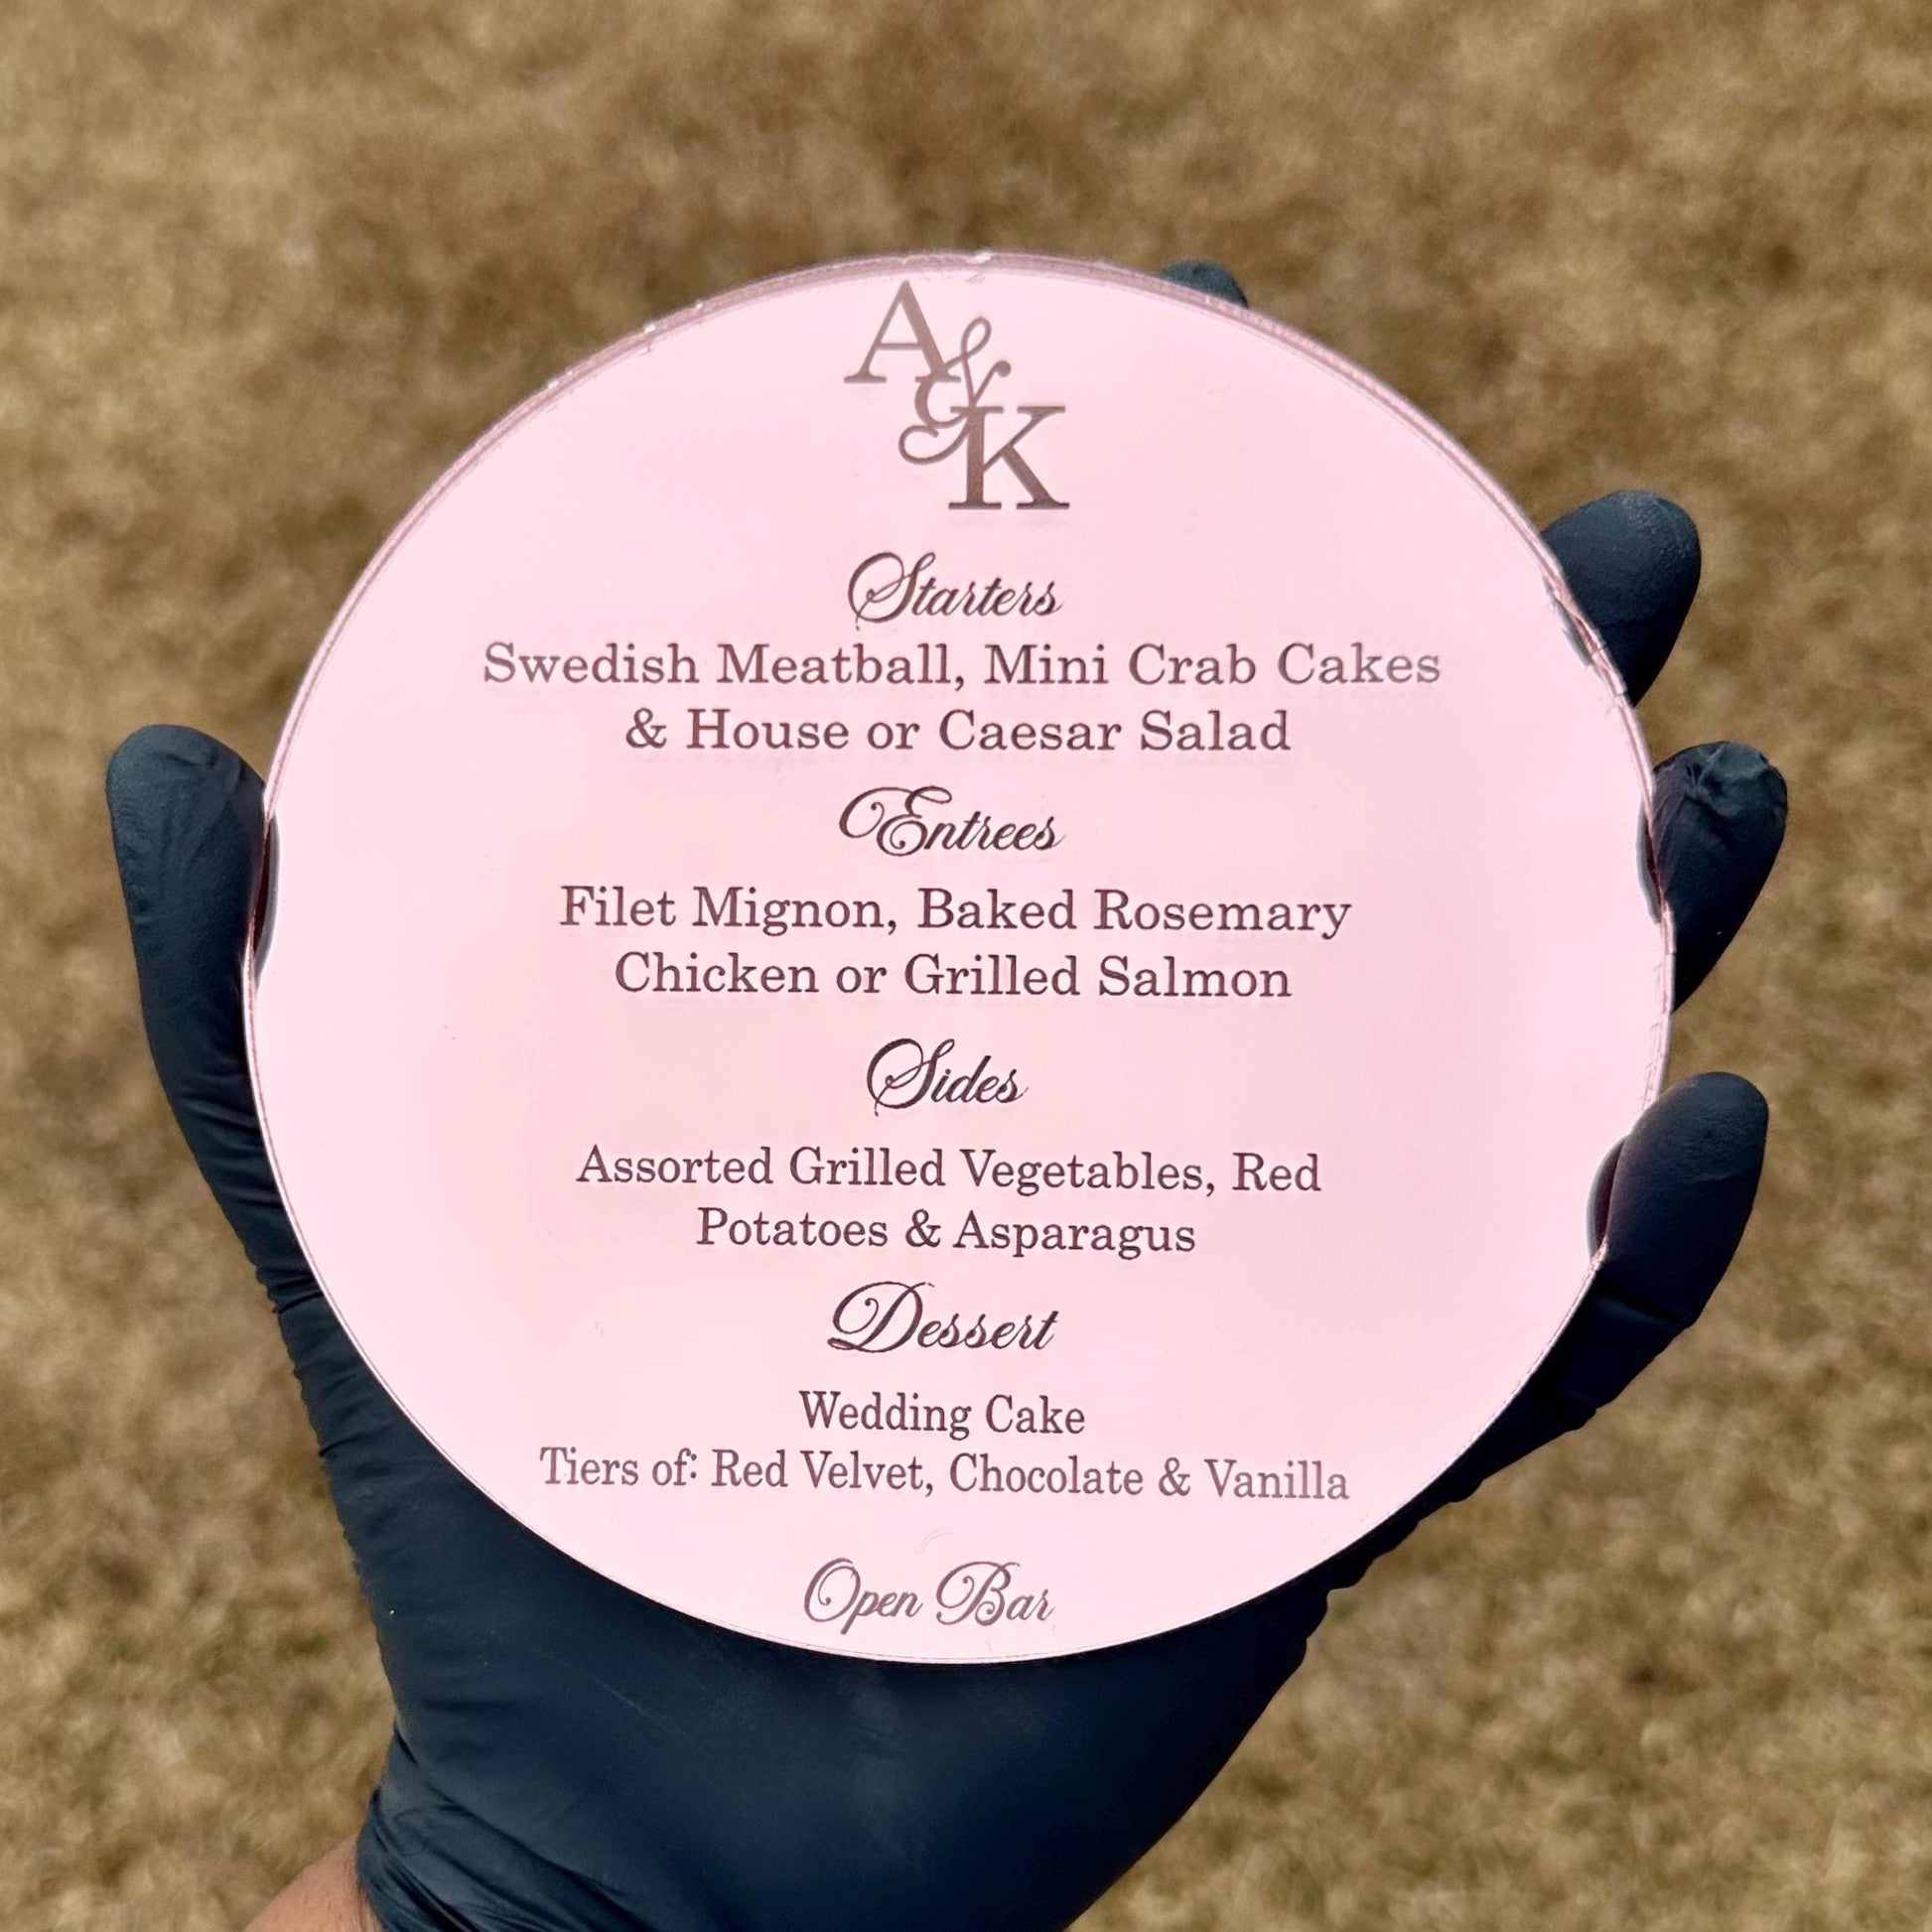 A
&
K
Starters
Swedish Meatball, Mini Crab Cakes
& House or Caesar Salad
Entrees
Filet Mignon, Baked Rosemary
Chicken or Grilled Salmon
Sides
Assorted Grilled Vegetables, Red
Potatoes & Asparagus
Dessert
Wedding Cake
Tiers of: Red Velvet, Chocolate & Vanilla
Open Bar